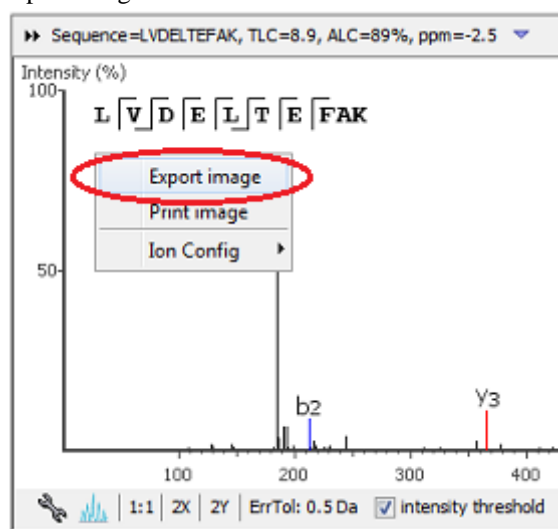 Sequence=LVDELTEFAK, TLC=8.9, ALC=89%, ppm=-2.5
Intensity (%)
100
L V D E L T E F A K
Export image
Print image
Ion Config
50
b2
y3
100 200 300 400
1:1 2X 2Y ErrTol: 0.5 Da intensity threshold